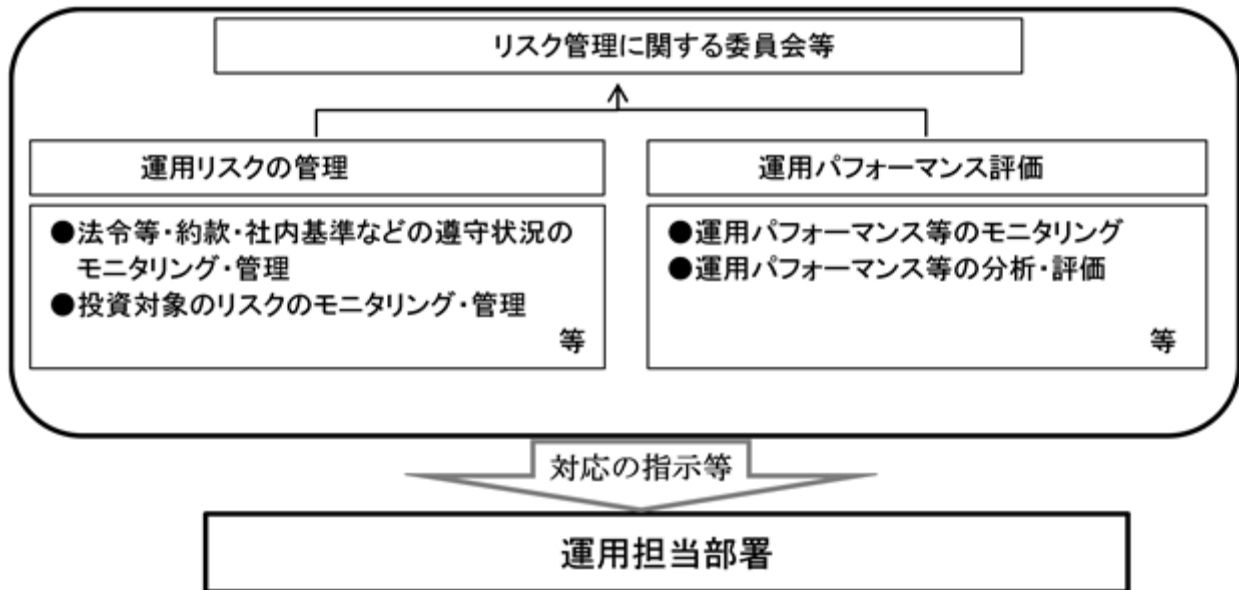 リスク管理に関する委員会等
運用リスクの管理
運用パフォーマンス評価
●法令等・約款・社内基準などの遵守状況の
モニタリング・管理
●投資対象のリスクのモニタリング・管理
等
●運用パフォーマンス等のモニタリング
●運用パフォーマンス等の分析・評価
等
対応の指示等
運用担当部署